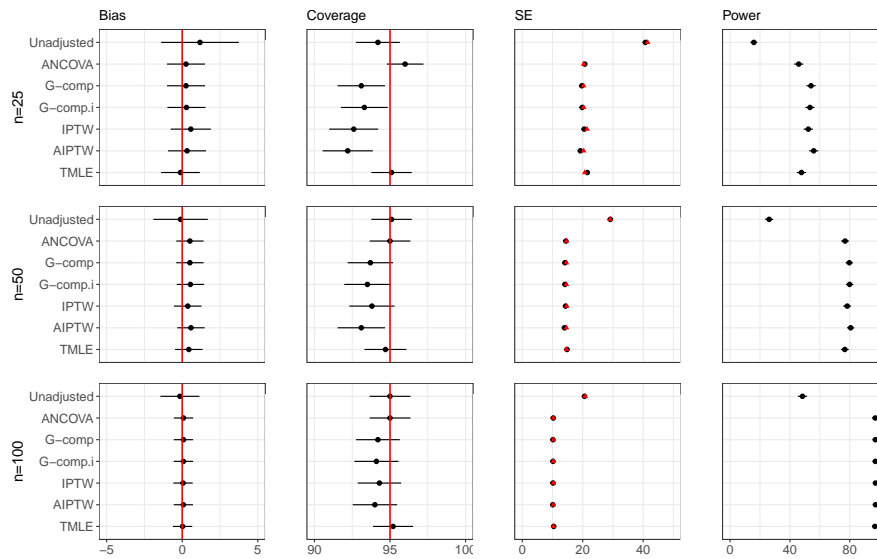 Bias Coverage SE Power
n=25
Unadjusted
ANCOVA
G−comp
G−comp.i
IPTW
AIPTW
TMLE
n=50
Unadjusted
ANCOVA
G−comp
G−comp.i
IPTW
AIPTW
TMLE
n=100
Unadjusted
ANCOVA
G−comp
G−comp.i
IPTW
AIPTW
TMLE
−5 0 5 90 95 100 0 20 40 0 40 80